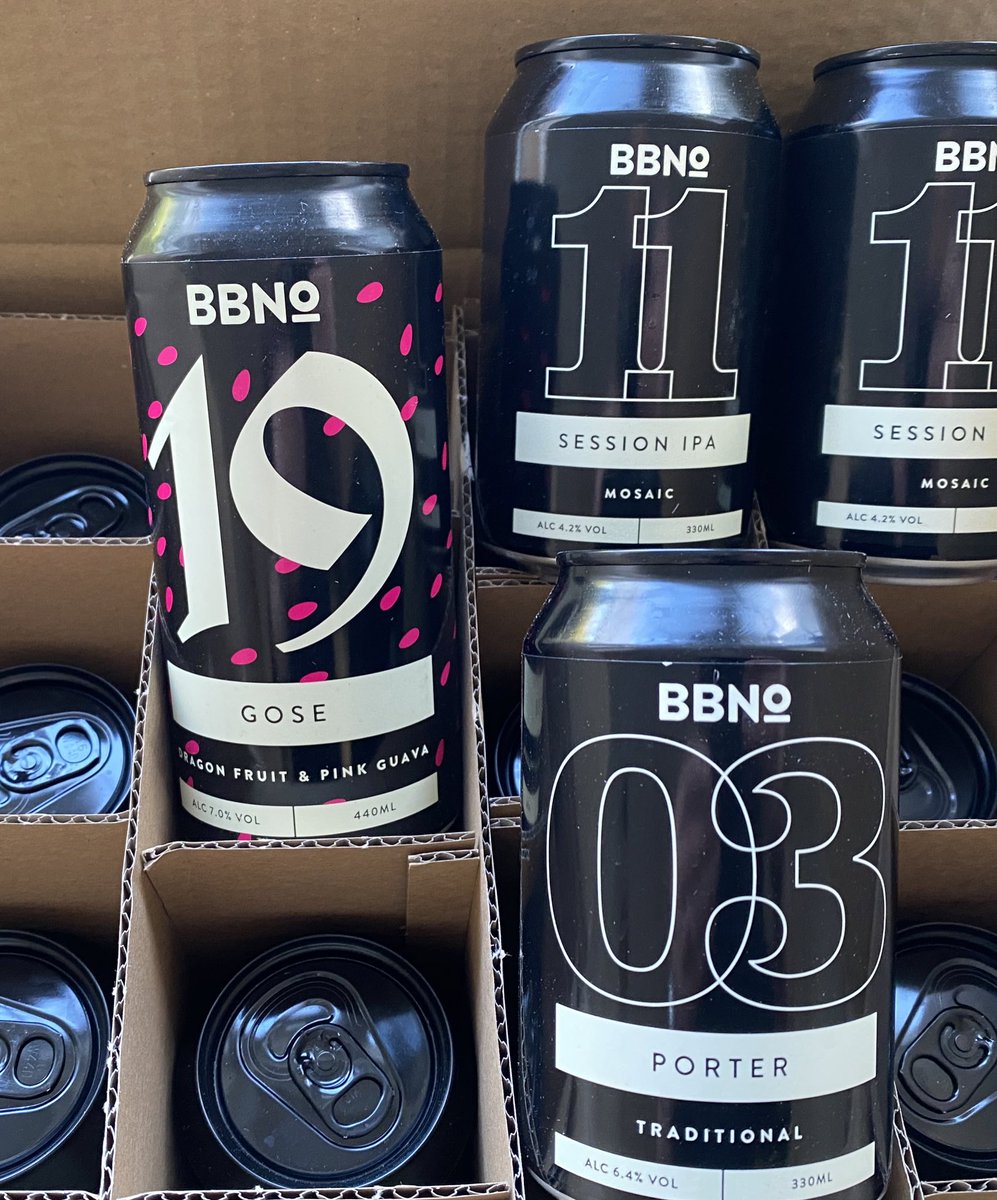 BBNo
19
GOSE
DRAGON FRUIT & PINK GUAVA
ALC 7.0% VOL 440ML
BBNo
11
SESSION IPA
MOSAIC
ALC 4.2% VOL 330ML
BBNo
11
SESSION
MOSAIC
ALC 4.2% VOL
BBNo
03
PORTER
TRADITIONAL
ALC 6.4% VOL 330ML